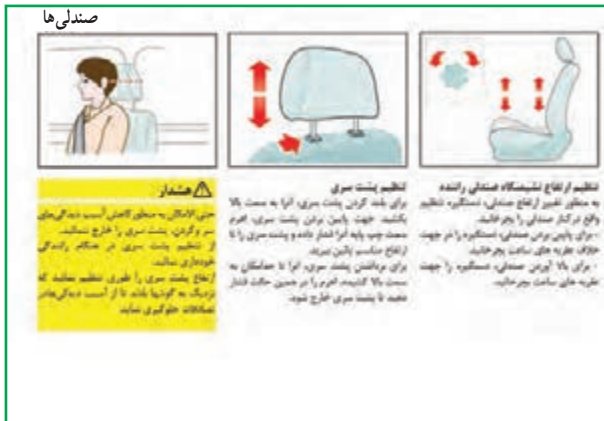 صندلی‌ها
تنظیم ارتفاع نشیمنگاه صندلی راننده
به منظور تغییر ارتفاع صندلی، دستگیره تنظیم
واقع در کنار صندلی را بچرخانید.
- برای پایین بردن صندلی، دستگیره را در جهت
خلاف عقربه های ساعت بچرخانید.
- برای بالا آوردن صندلی، دستگیره را جهت
عقربه های ساعت بچرخانید.
تنظیم پشت سری
برای بلند کردن پشت سری، آنرا به سمت بالا
بکشید. جهت پایین بردن پشت سری، اهرم
سمت چپ پایه آنرا فشار داده و پشت سری را تا
ارتفاع مناسب پائین ببرید.
برای برداشتن پشت سری، آنرا تا حدامکان به
سمت بالا کشیده، اهرم را در همین حالت فشار
دهید تا پشت سری خارج شود.
هشدار
حتی الامکان به منظور کاهش آسیب دیدگی‌های
سر و گردن، پشت سری را خارج ننمائید.
از تنظیم پشت سری در هنگام رانندگی
خودداری نمائید.
ارتفاع پشت سری را طوری تنظیم نمائید که
نزدیک به گوشها باشد تا از آسیب دیدگی‌ها در
تصادفات جلوگیری نماید